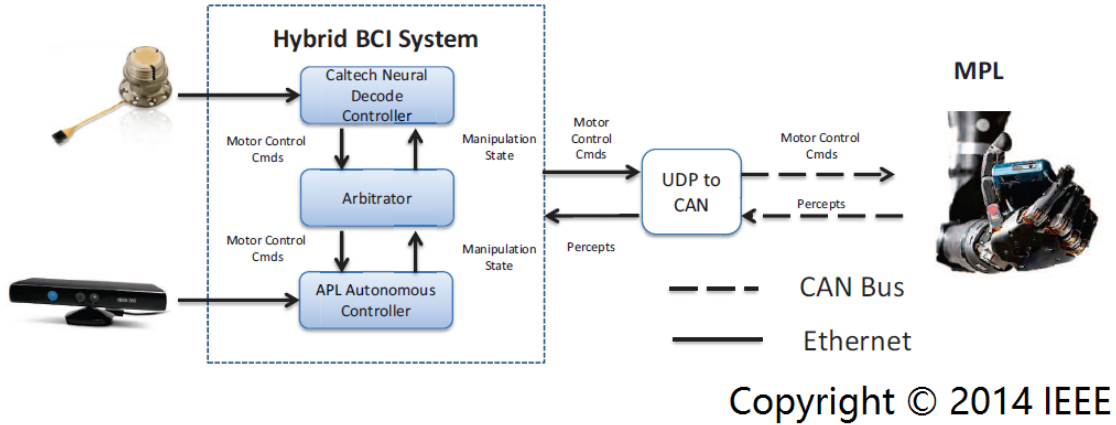 Hybrid BCI System
Caltech Neural
Decode
Controller
Motor Control
Cmds
Manipulation
State
Arbitrator
Motor Control
Cmds
Manipulation
State
APL Autonomous
Controller
Motor
Control
Cmds
Percepts
UDP to
CAN
Motor Control
Cmds
Percepts
MPL
CAN Bus
Ethernet
Copyright © 2014 IEEE